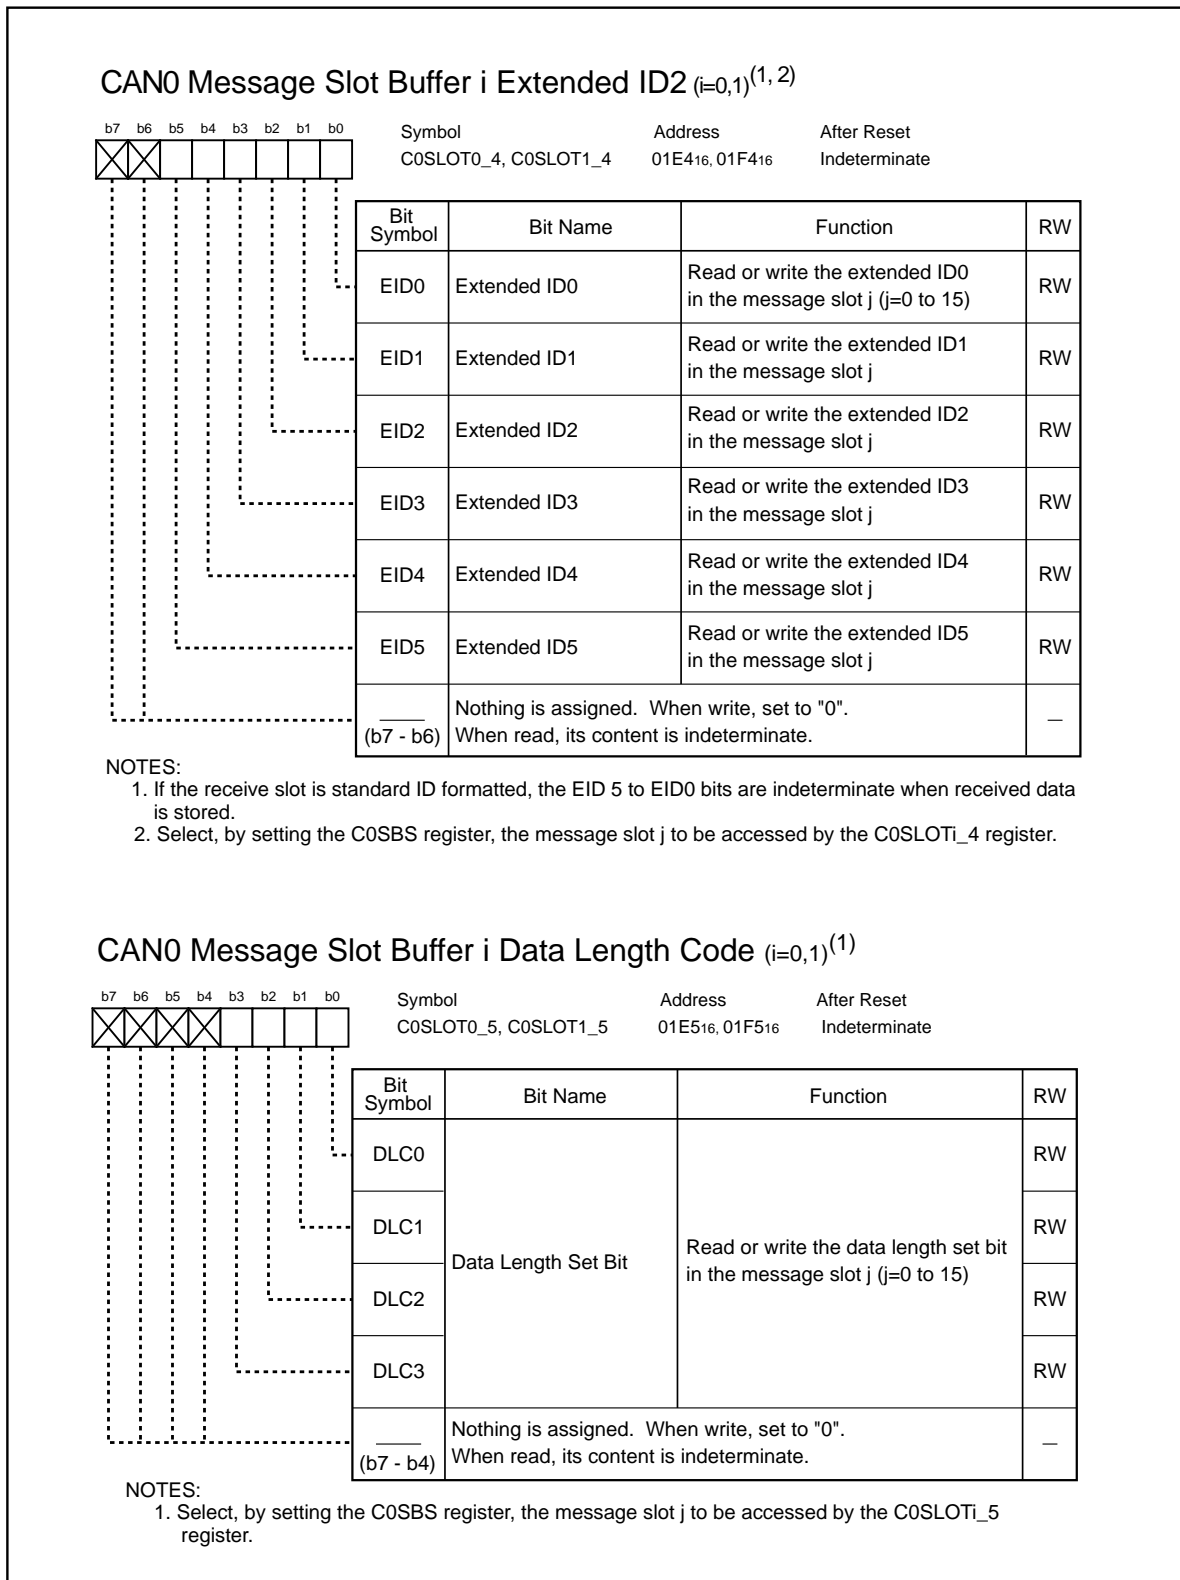 CAN0 Message Slot Buffer i Extended ID2 (i=0,1)(1, 2)
b7 b6 b5 b4 b3 b2 b1 b0
Symbol Address After Reset
C0SLOT0_4, C0SLOT1_4 01E416, 01F416 Indeterminate
Bit Symbol Bit Name Function RW
EID0 Extended ID0 Read or write the extended ID0 in the message slot j (j=0 to 15) RW
EID1 Extended ID1 Read or write the extended ID1 in the message slot j RW
EID2 Extended ID2 Read or write the extended ID2 in the message slot j RW
EID3 Extended ID3 Read or write the extended ID3 in the message slot j RW
EID4 Extended ID4 Read or write the extended ID4 in the message slot j RW
EID5 Extended ID5 Read or write the extended ID5 in the message slot j RW
(b7 - b6) Nothing is assigned. When write, set to "0". When read, its content is indeterminate. —
NOTES:
1. If the receive slot is standard ID formatted, the EID 5 to EID0 bits are indeterminate when received data
is stored.
2. Select, by setting the C0SBS register, the message slot j to be accessed by the C0SLOTi_4 register.
CAN0 Message Slot Buffer i Data Length Code (i=0,1)(1)
b7 b6 b5 b4 b3 b2 b1 b0
Symbol Address After Reset
C0SLOT0_5, C0SLOT1_5 01E516, 01F516 Indeterminate
Bit Symbol Bit Name Function RW
DLC0 RW
DLC1 RW
Data Length Set Bit Read or write the data length set bit in the message slot j (j=0 to 15)
DLC2 RW
DLC3 RW
(b7 - b4) Nothing is assigned. When write, set to "0". When read, its content is indeterminate. —
NOTES:
1. Select, by setting the C0SBS register, the message slot j to be accessed by the C0SLOTi_5
register.